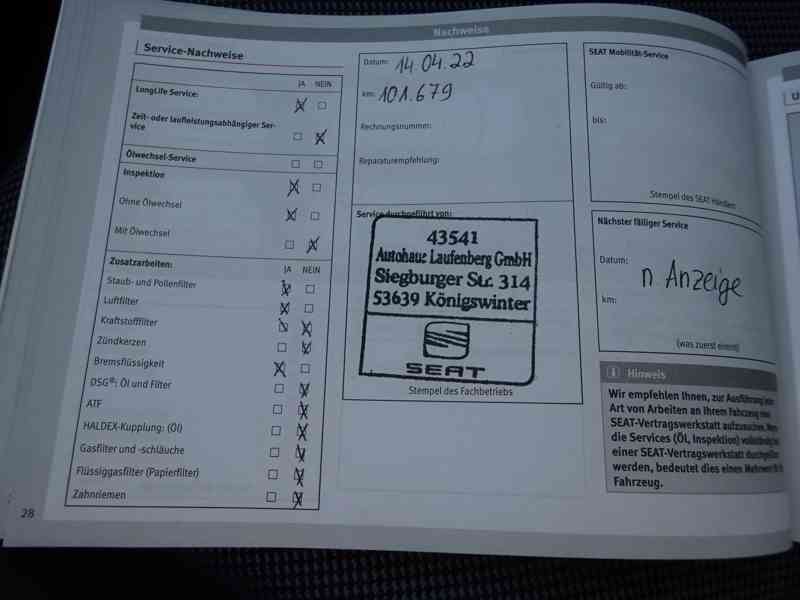 Nachweise
Service-Nachweise
JA NEIN
LongLife Service:
Zeit- oder laufleistungsabhängiger Ser-
vice
Ölwechsel-Service
Inspektion
Ohne Ölwechsel
Mit Ölwechsel
Zusatzarbeiten: JA NEIN
Staub- und Pollenfilter
Luftfilter
Kraftstofffilter
Zündkerzen
Bremsflüssigkeit
DSG®: Öl und Filter
ATF
HALDEX-Kupplung: (Öl)
Gasfilter und -schläuche
Flüssiggasfilter (Papierfilter)
Zahnriemen
28
Datum: 14.04.22
km: 101.679
Rechnungsnummer:
Reparaturempfehlung:
Service durchgeführt von:
43541
Autohaus Laufenberg GmbH
Siegburger Str. 314
53639 Königswinter
SEAT
Stempel des Fachbetriebs
SEAT Mobilität-Service
Gültig ab:
bis:
Stempel des SEAT Händlers
Nächster fälliger Service
Datum:
n Anzeige
km:
(was zuerst eintritt)
i Hinweis
Wir empfehlen Ihnen, zur Ausführung
Art von Arbeiten an Ihrem Fahrzeug
SEAT-Vertragswerkstatt aufzusuchen.
die Services (Öl, Inspektion) vollständig
einer SEAT-Vertragswerkstatt
werden, bedeutet dies einen Mehrwert
Fahrzeug.